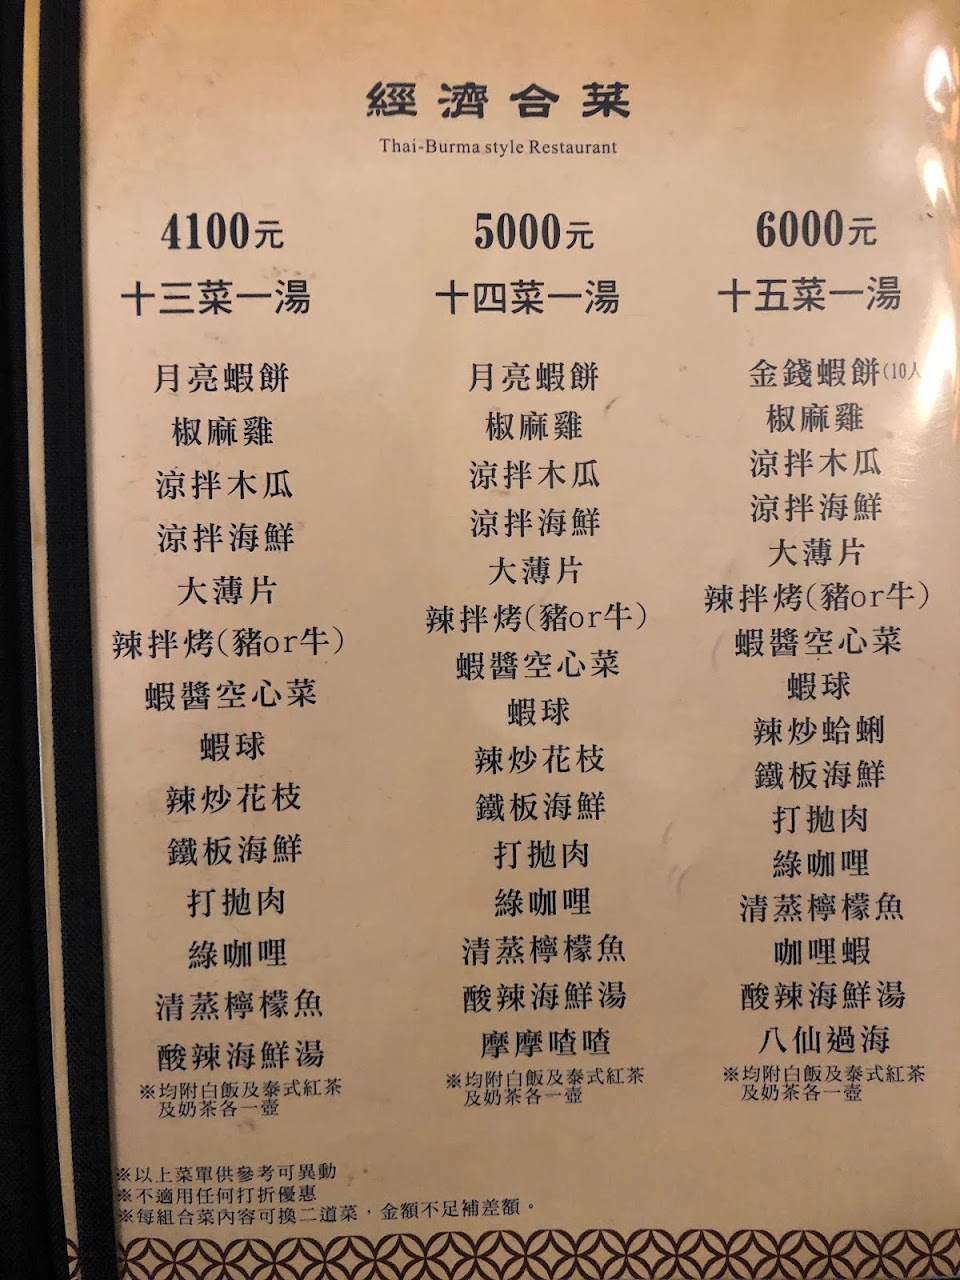 經濟合菜
Thai-Burma style Restaurant
4100元
十三菜一湯
月亮蝦餅
椒麻雞
涼拌木瓜
涼拌海鮮
大薄片
辣拌烤(豬or牛)
蝦醬空心菜
蝦球
辣炒花枝
鐵板海鮮
打拋肉
綠咖哩
清蒸檸檬魚
酸辣海鮮湯
※均附白飯及泰式紅茶
及奶茶各一壺
5000元
十四菜一湯
月亮蝦餅
椒麻雞
涼拌木瓜
涼拌海鮮
大薄片
辣拌烤(豬or牛)
蝦醬空心菜
蝦球
辣炒花枝
鐵板海鮮
打拋肉
綠咖哩
清蒸檸檬魚
酸辣海鮮湯
摩摩喳喳
※均附白飯及泰式紅茶
及奶茶各一壺
6000元
十五菜一湯
金錢蝦餅(10人
椒麻雞
涼拌木瓜
涼拌海鮮
大薄片
辣拌烤(豬or牛)
蝦醬空心菜
蝦球
辣炒蛤蜊
鐵板海鮮
打拋肉
綠咖哩
清蒸檸檬魚
咖哩蝦
酸辣海鮮湯
八仙過海
※均附白飯及泰式紅茶
及奶茶各一壺
※以上菜單供參考可異動
※不適用任何打折優惠
※每組合菜內容可換二道菜，金額不足補差額。